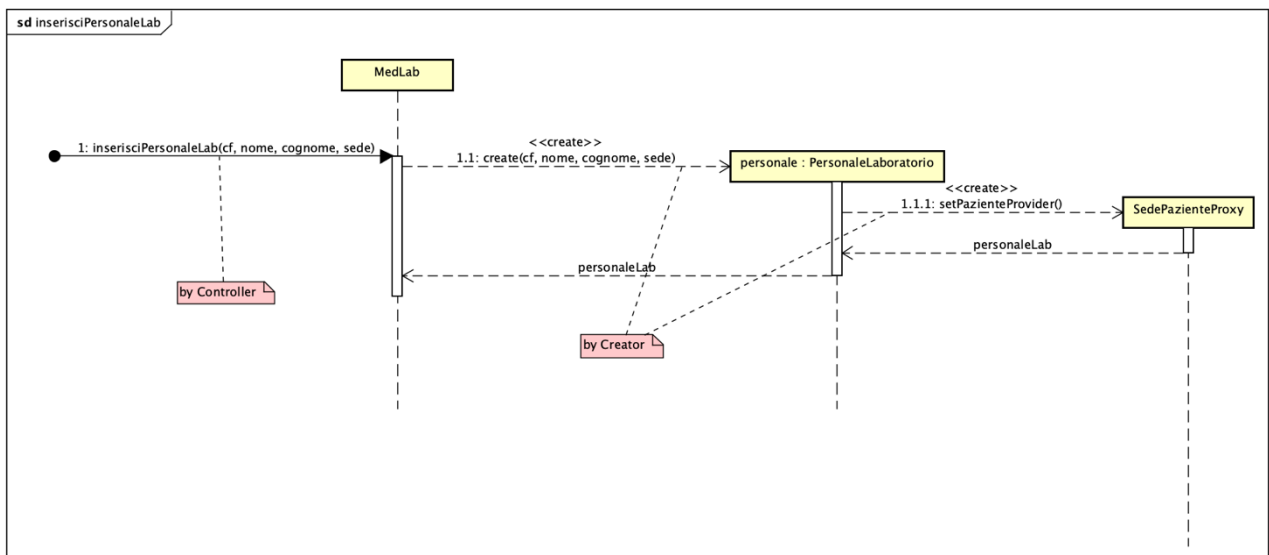 sd inserisciPersonaleLab
MedLab
1: inserisciPersonaleLab(cf, nome, cognome, sede)
<<create>>
1.1: create(cf, nome, cognome, sede)
personale : PersonaleLaboratorio
<<create>>
1.1.1: setPazienteProvider()
SedePazienteProxy
personaleLab
personaleLab
by Controller
by Creator